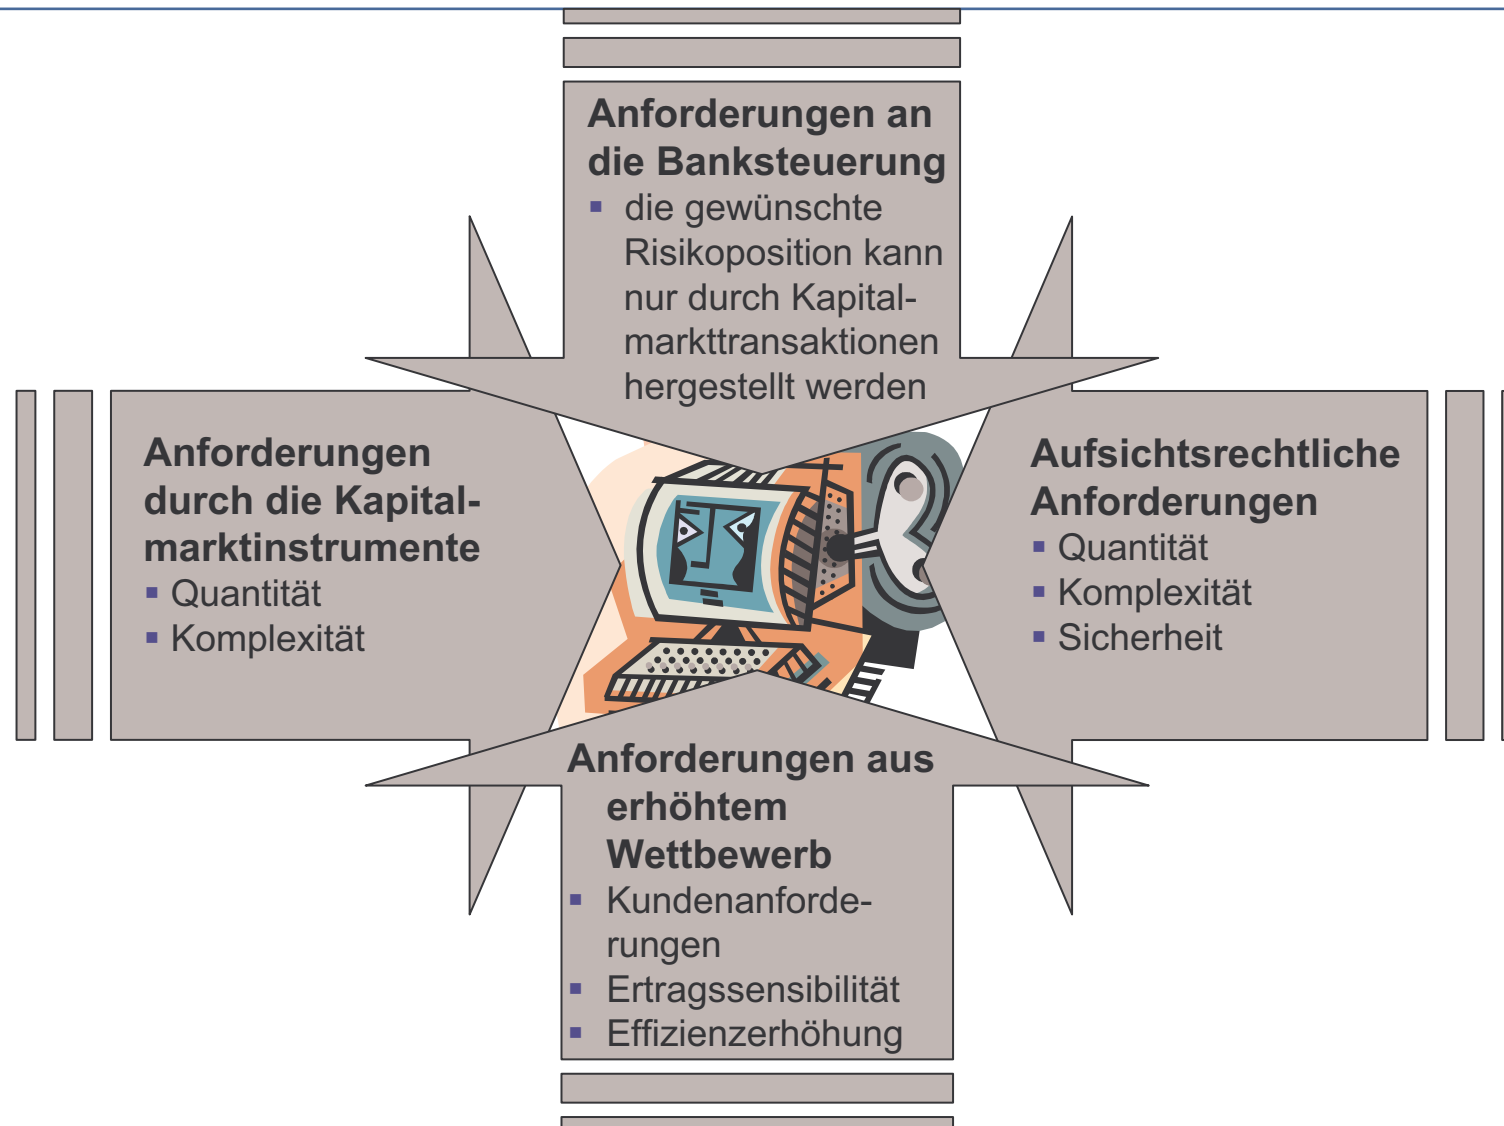 Anforderungen an
die Banksteuerung
▪ die gewünschte
Risikoposition kann
nur durch Kapital-
markttransaktionen
hergestellt werden
Anforderungen
durch die Kapital-
marktinstrumente
▪ Quantität
▪ Komplexität
Aufsichtsrechtliche
Anforderungen
▪ Quantität
▪ Komplexität
▪ Sicherheit
Anforderungen aus
erhöhtem
Wettbewerb
▪ Kundenanforde-
rungen
▪ Ertragssensibilität
▪ Effizienzerhöhung